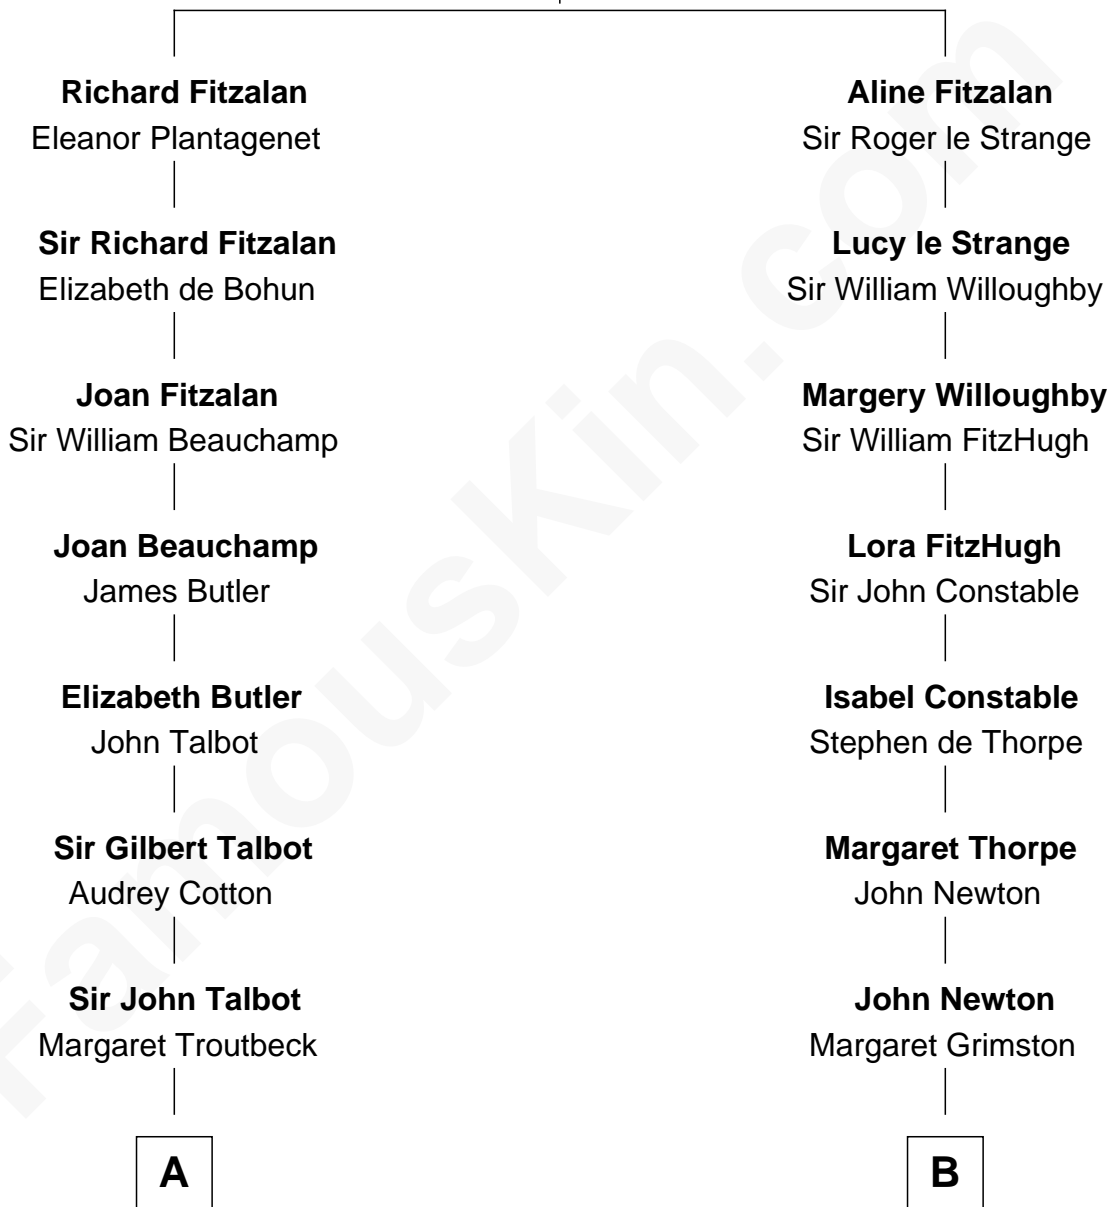 Richard Fitzalan
Eleanor Plantagenet
Sir Richard Fitzalan
Elizabeth de Bohun
Joan Fitzalan
Sir William Beauchamp
Joan Beauchamp
James Butler
Elizabeth Butler
John Talbot
Sir Gilbert Talbot
Audrey Cotton
Sir John Talbot
Margaret Troutbeck
A
Aline Fitzalan
Sir Roger le Strange
Lucy le Strange
Sir William Willoughby
Margery Willoughby
Sir William FitzHugh
Lora FitzHugh
Sir John Constable
Isabel Constable
Stephen de Thorpe
Margaret Thorpe
John Newton
John Newton
Margaret Grimston
B
FamousKin.com